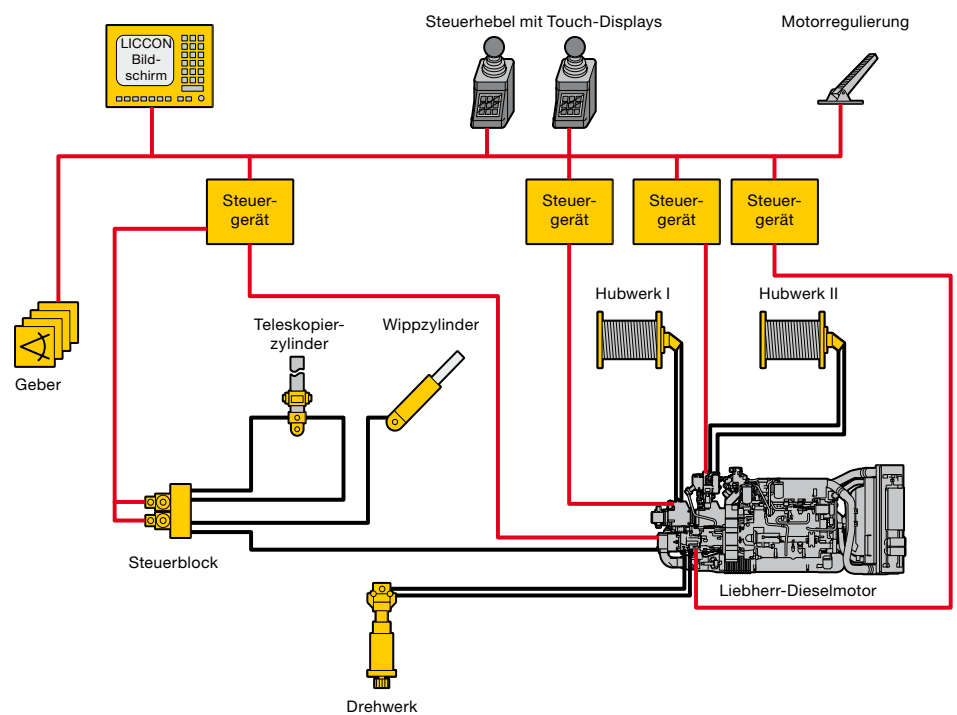 Steuerhebel mit Touch-Displays
Motorregulierung
LICCON
Bild-
schirm
Steuer-
gerät
Steuer-
gerät
Steuer-
gerät
Steuer-
gerät
Hubwerk I
Hubwerk II
Teleskopier-
zylinder
Wippzylinder
Geber
Steuerblock
Liebherr-Dieselmotor
Drehwerk